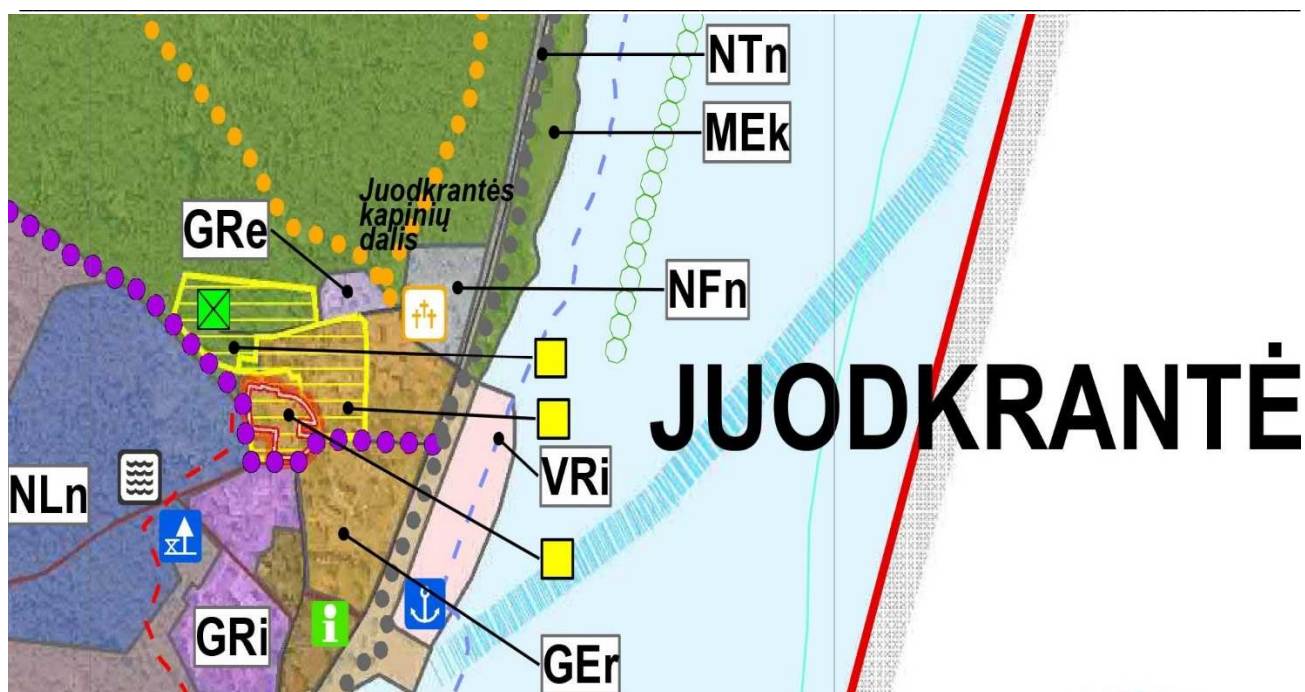 NTn
MEk
Juodkrantės
kapinių
dalis
GRe
NFn
JUODKRANTĖ
VRi
NLn
GRi
i
GEr